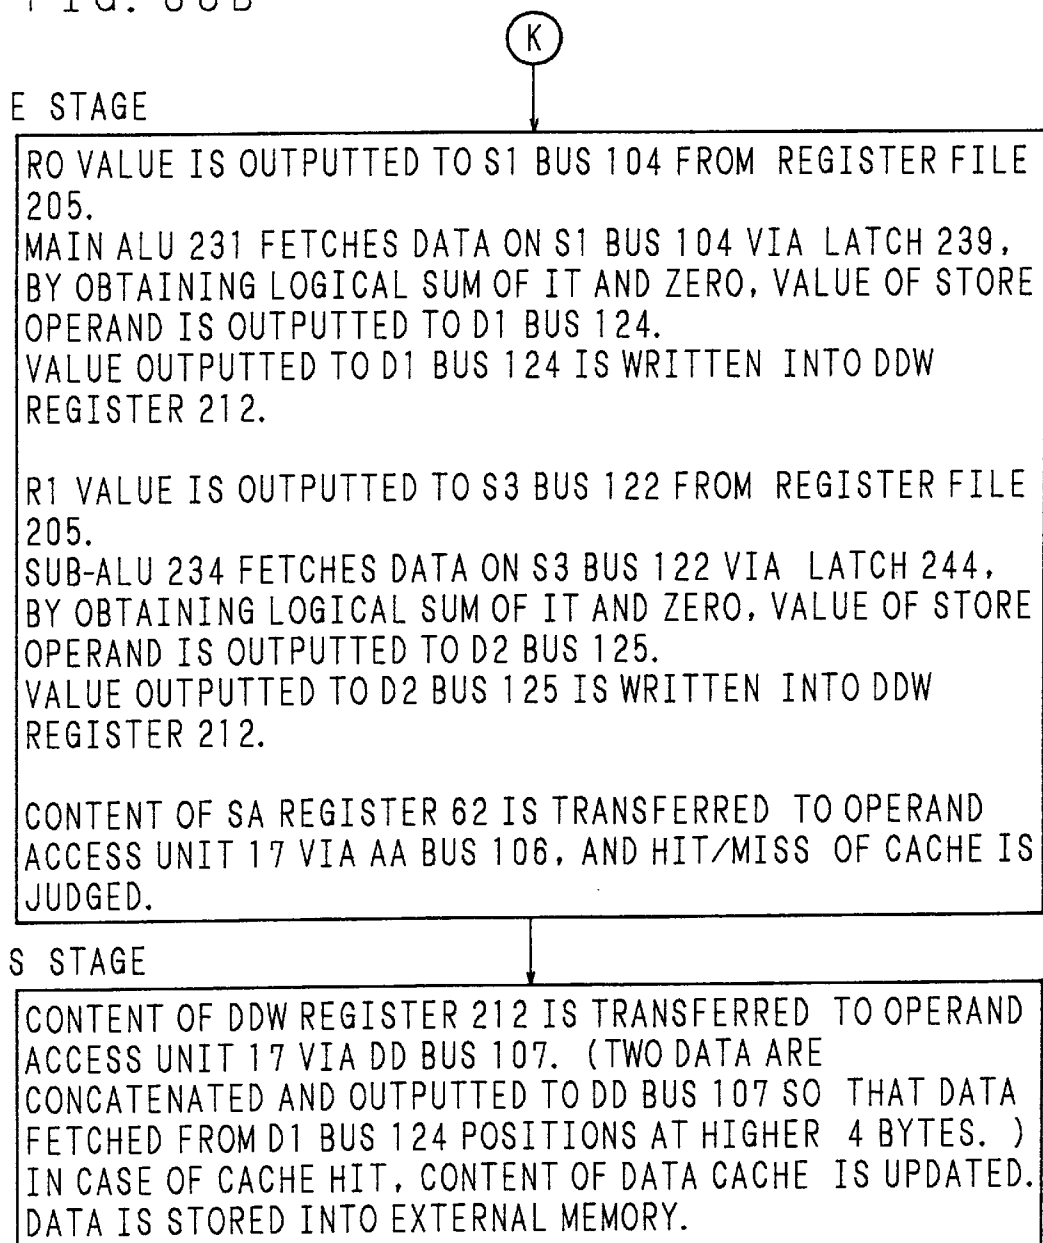 K
E STAGE
RO VALUE IS OUTPUTTED TO S1 BUS 104 FROM REGISTER FILE
205.
MAIN ALU 231 FETCHES DATA ON S1 BUS 104 VIA LATCH 239,
BY OBTAINING LOGICAL SUM OF IT AND ZERO, VALUE OF STORE
OPERAND IS OUTPUTTED TO D1 BUS 124.
VALUE OUTPUTTED TO D1 BUS 124 IS WRITTEN INTO DDW
REGISTER 212.
R1 VALUE IS OUTPUTTED TO S3 BUS 122 FROM REGISTER FILE
205.
SUB-ALU 234 FETCHES DATA ON S3 BUS 122 VIA LATCH 244,
BY OBTAINING LOGICAL SUM OF IT AND ZERO, VALUE OF STORE
OPERAND IS OUTPUTTED TO D2 BUS 125.
VALUE OUTPUTTED TO D2 BUS 125 IS WRITTEN INTO DDW
REGISTER 212.
CONTENT OF SA REGISTER 62 IS TRANSFERRED TO OPERAND
ACCESS UNIT 17 VIA AA BUS 106, AND HIT/MISS OF CACHE IS
JUDGED.
S STAGE
CONTENT OF DDW REGISTER 212 IS TRANSFERRED TO OPERAND
ACCESS UNIT 17 VIA DD BUS 107. (TWO DATA ARE
CONCATENATED AND OUTPUTTED TO DD BUS 107 SO THAT DATA
FETCHED FROM D1 BUS 124 POSITIONS AT HIGHER 4 BYTES. )
IN CASE OF CACHE HIT, CONTENT OF DATA CACHE IS UPDATED.
DATA IS STORED INTO EXTERNAL MEMORY.